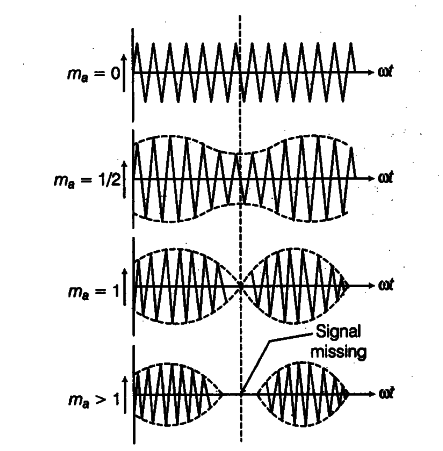 mₐ = 0
ωt
mₐ = 1/2
ωt
mₐ = 1
ωt
Signal
missing
mₐ > 1
ωt